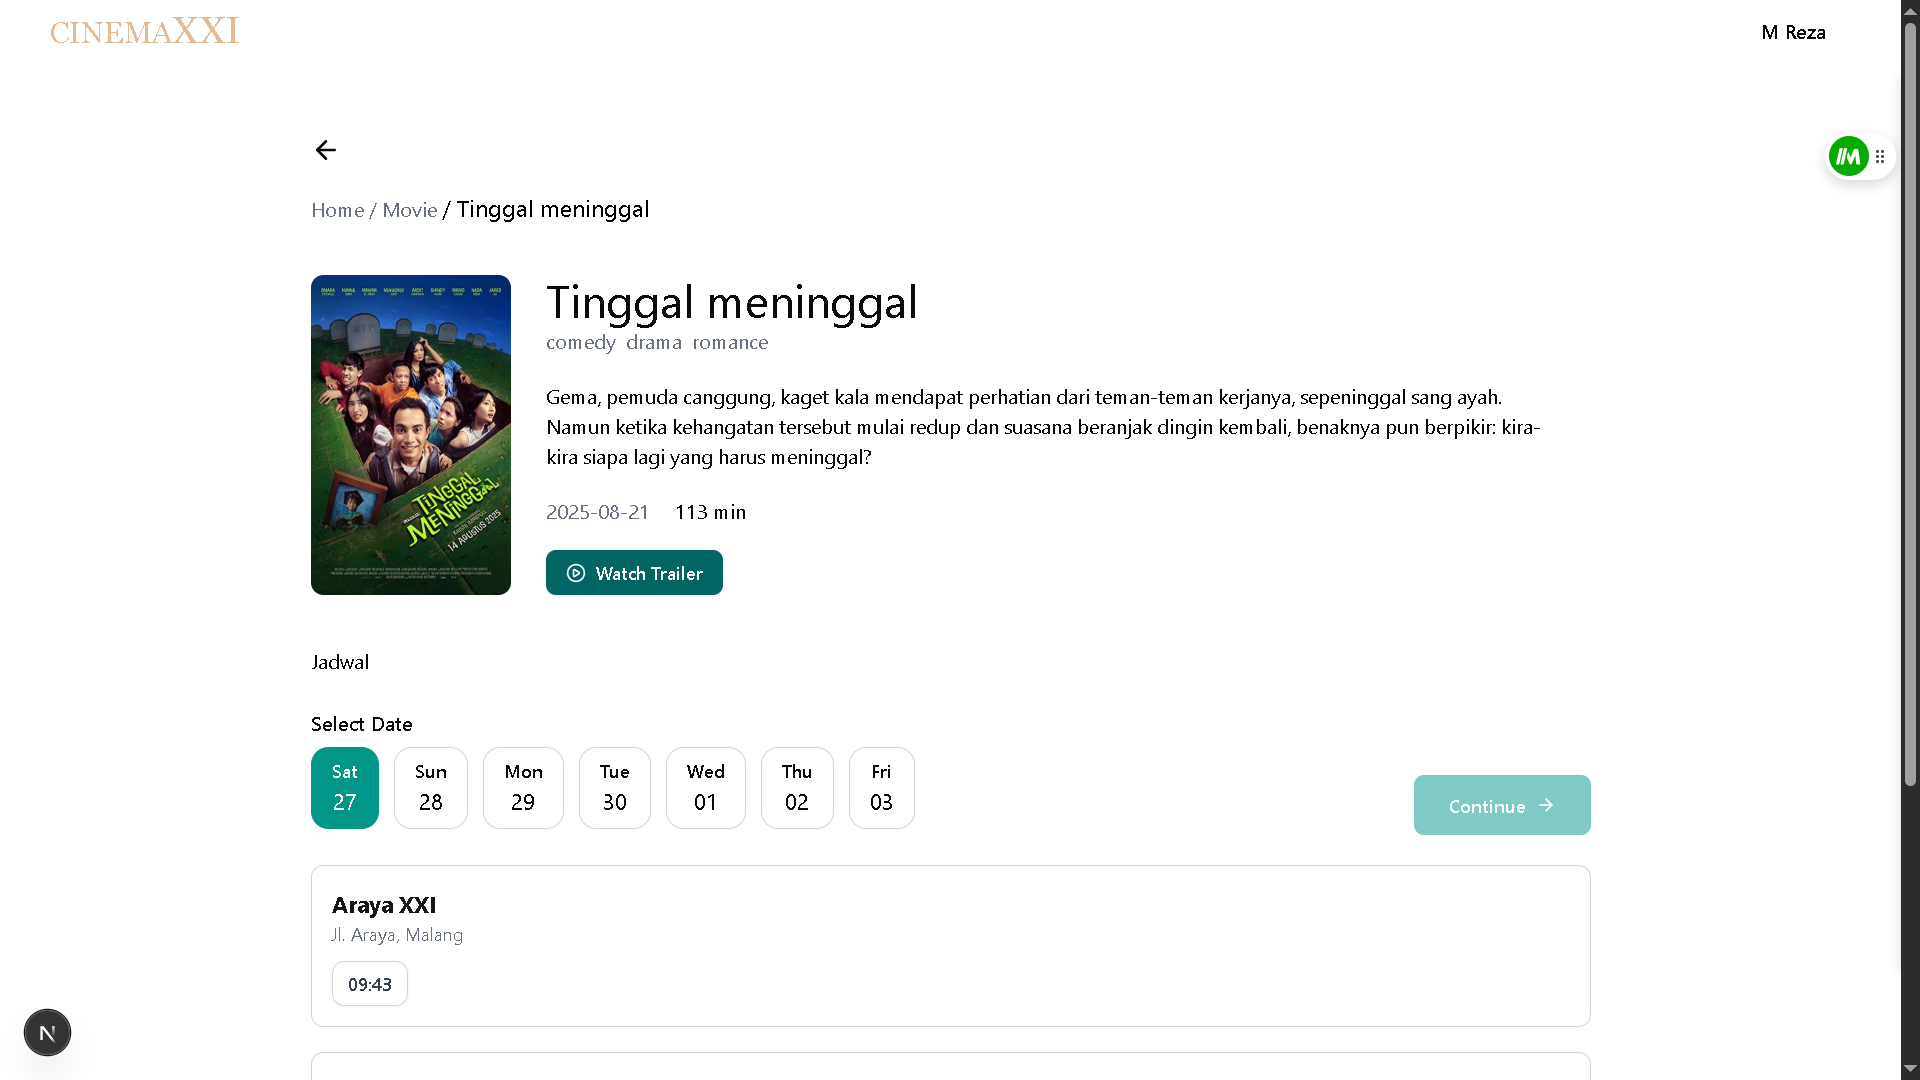 CINEMAXXI
M Reza
Home / Movie / Tinggal meninggal
RIP
TINGGAL
MENINGGAL
14 AGUSTUS 2025
Tinggal meninggal
comedy drama romance
Gema, pemuda canggung, kaget kala mendapat perhatian dari teman-teman kerjanya, sepeninggal sang ayah.
Namun ketika kehangatan tersebut mulai redup dan suasana beranjak dingin kembali, benaknya pun berpikir: kira-
kira siapa lagi yang harus meninggal?
2025-08-21 113 min
Watch Trailer
Jadwal
Select Date
Sat Sun Mon Tue Wed Thu Fri
27 28 29 30 01 02 03
Continue
Araya XXI
Jl. Araya, Malang
09:43
N